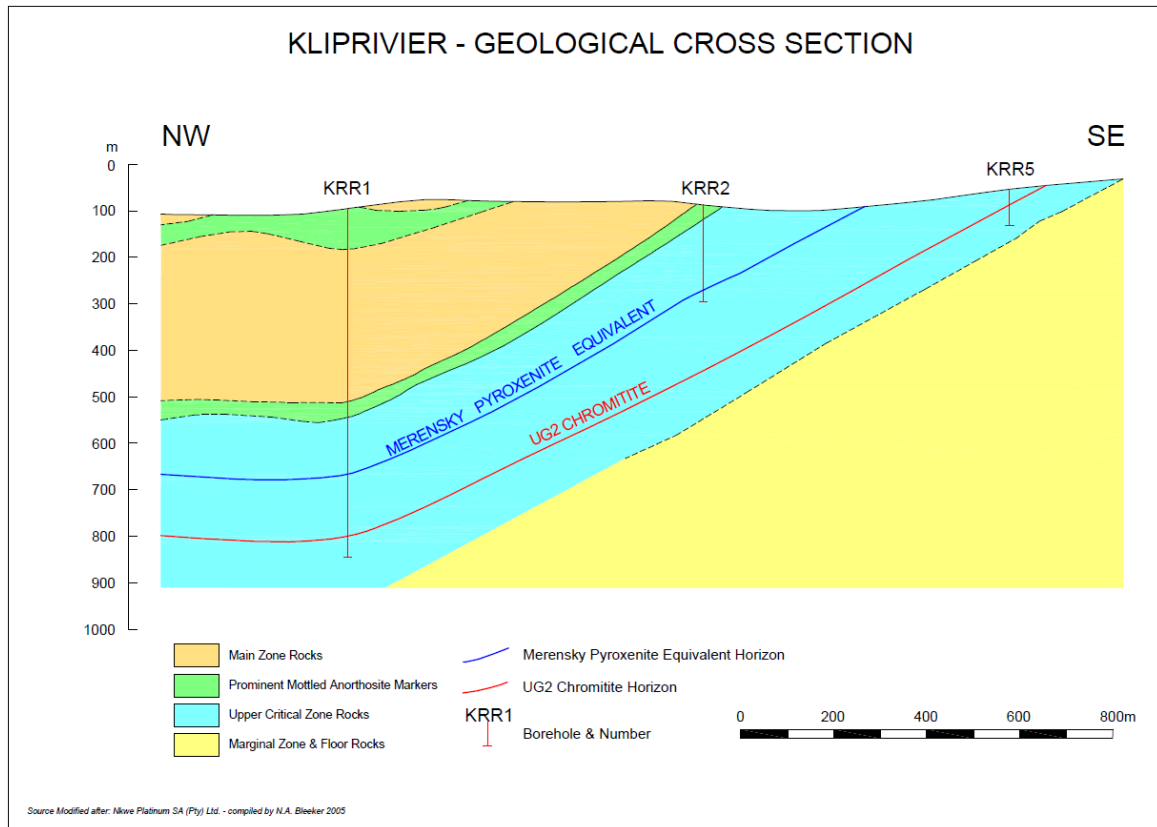 KLIPRIVIER - GEOLOGICAL CROSS SECTION
NW
SE
m
0
100
200
300
400
500
600
700
800
900
1000
KRR1
KRR2
KRR5
MERENSKY PYROXENITE EQUIVALENT
UG2 CHROMITITE
Main Zone Rocks
Prominent Mottled Anorthosite Markers
Upper Critical Zone Rocks
Marginal Zone & Floor Rocks
Merensky Pyroxenite Equivalent Horizon
UG2 Chromitite Horizon
KRR1
Borehole & Number
0 200 400 600 800m
Source Modified after: Nkwe Platinum SA (Pty) Ltd. - compiled by N.A. Bleeker 2005